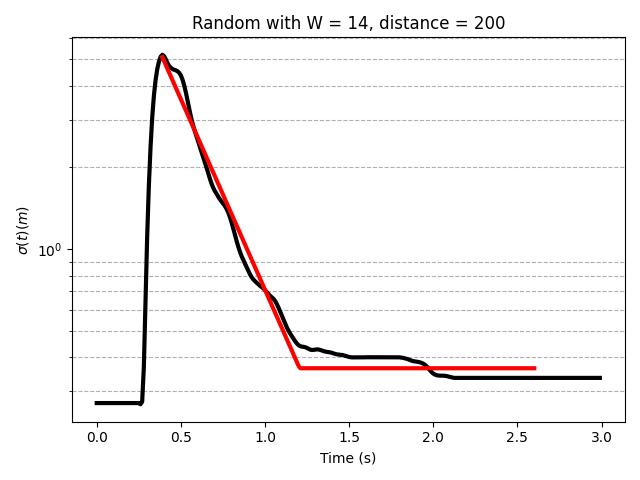 Random with W = 14, distance = 200
σ(t)(m)
10⁰
0.0 0.5 1.0 1.5 2.0 2.5 3.0
Time (s)